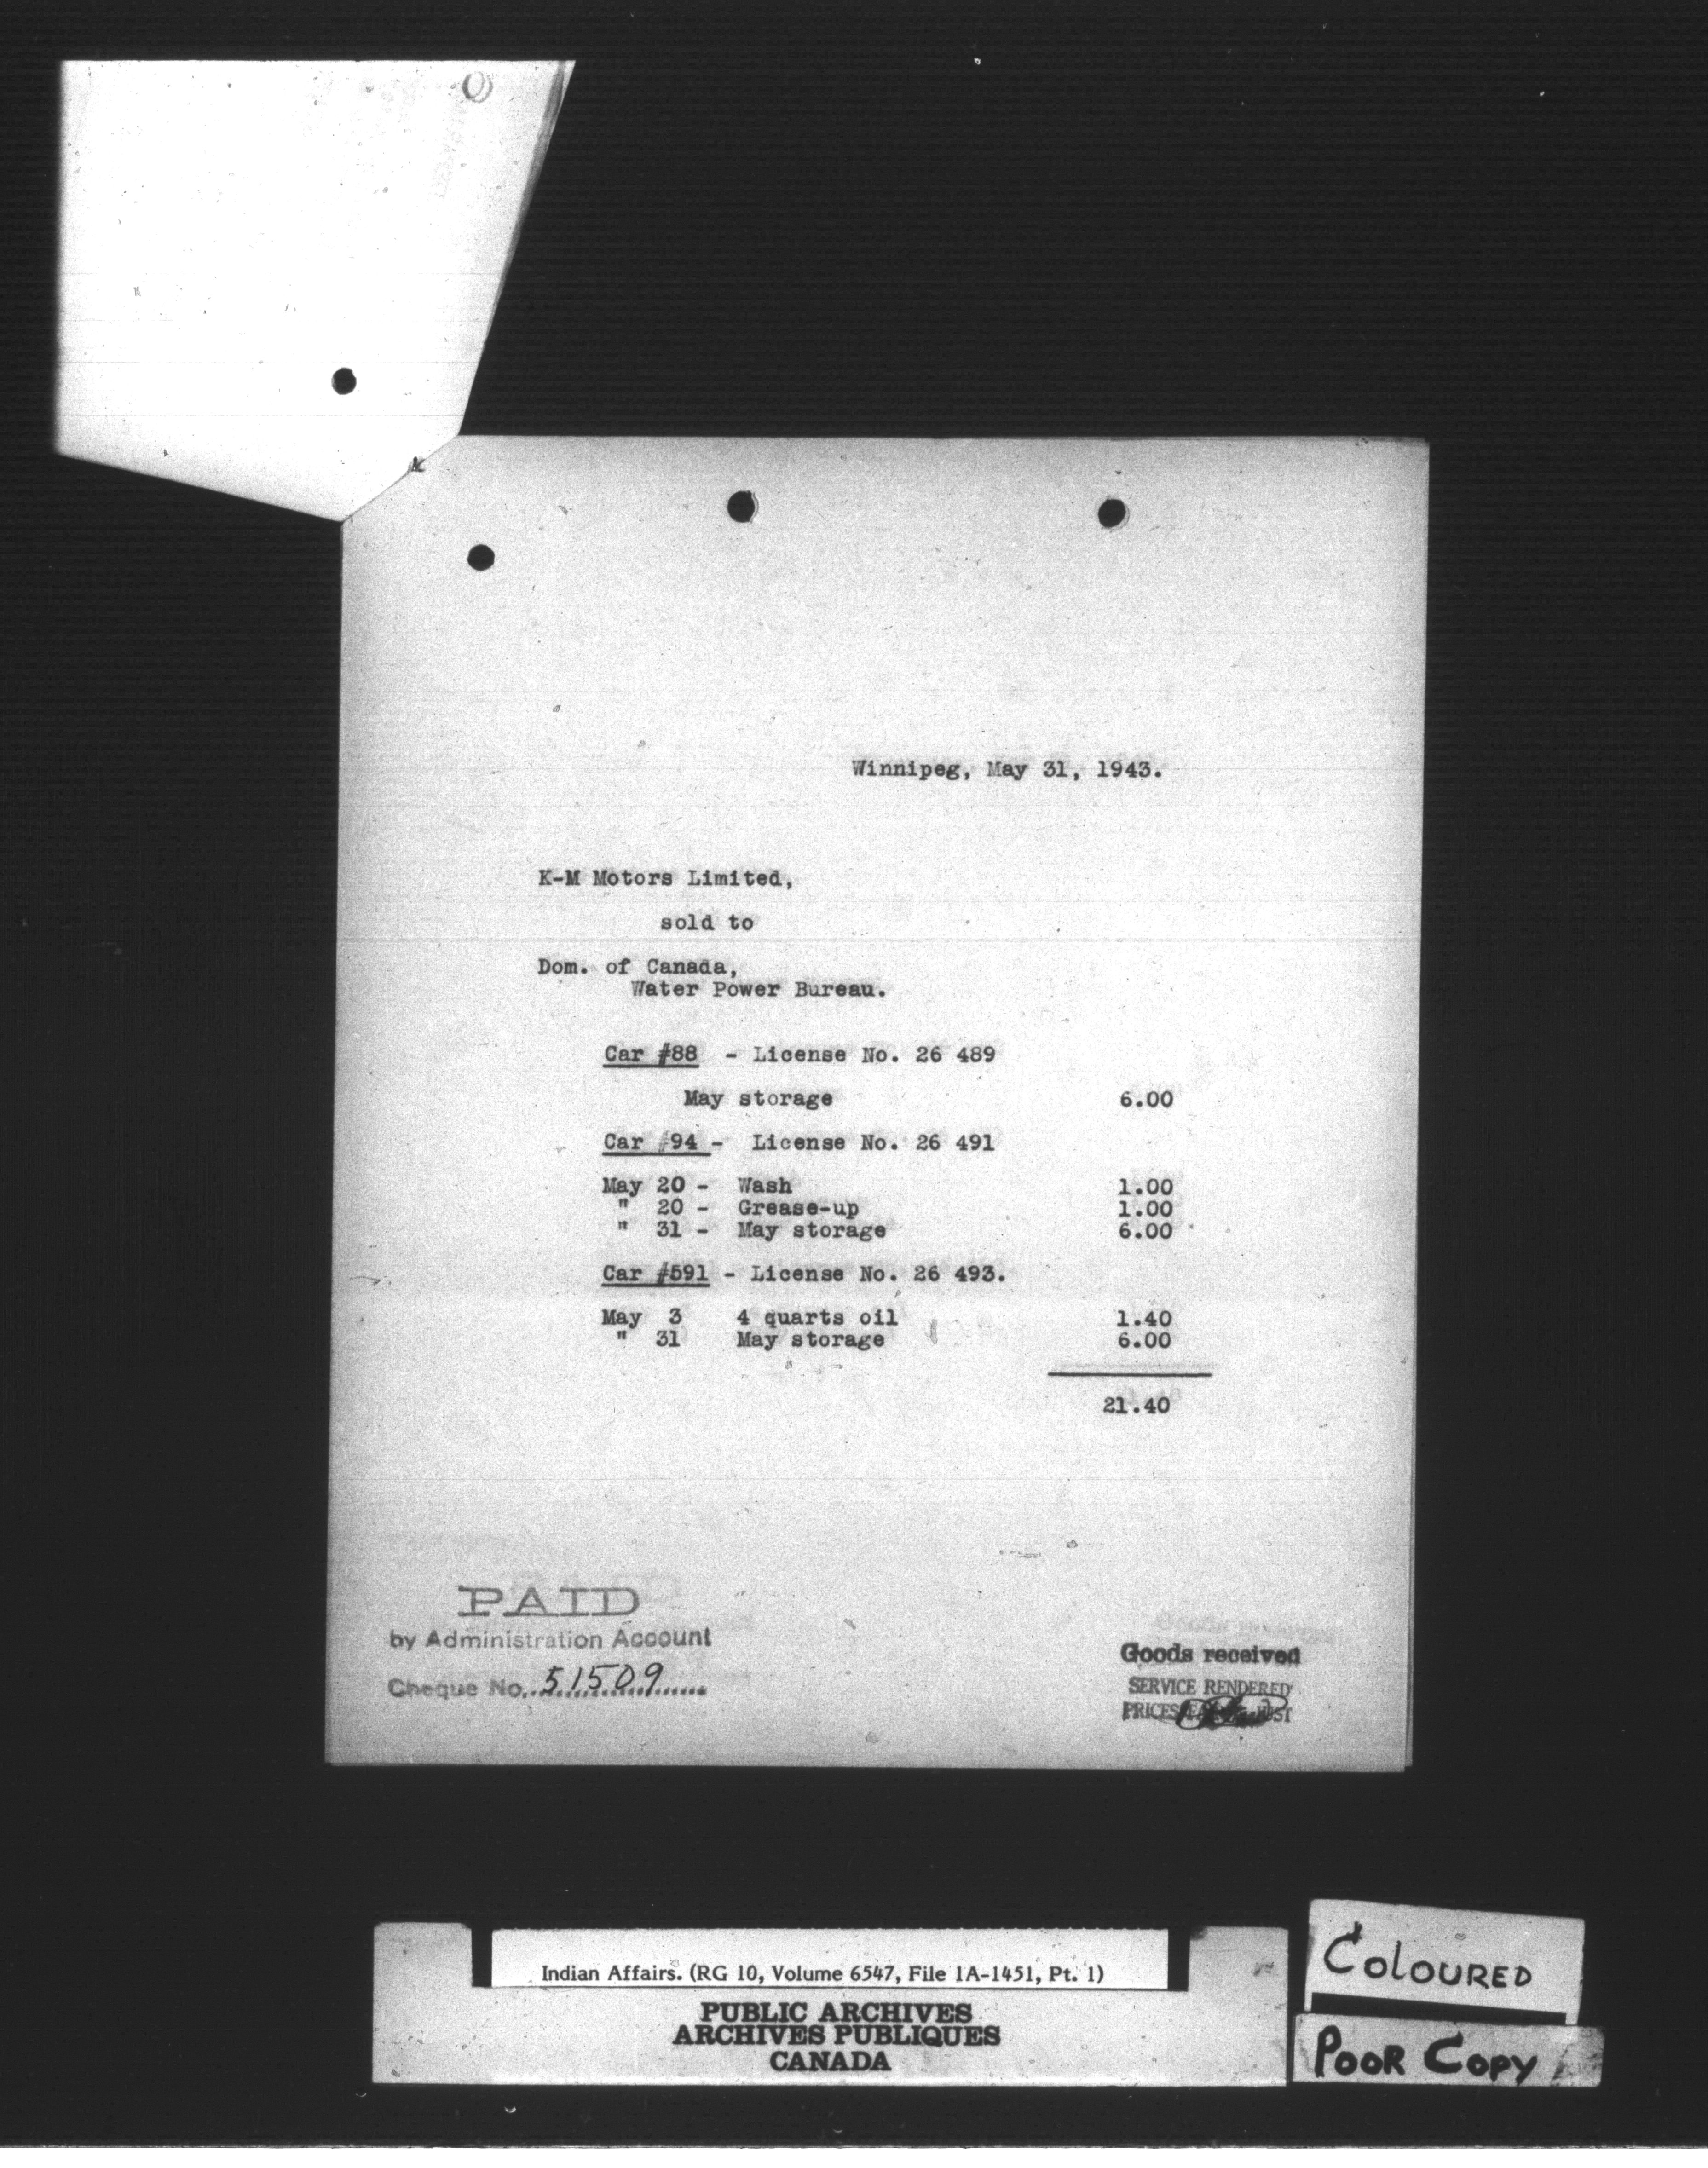 Winnipeg, May 31, 1943.
K-M Motors Limited,
sold to
Dom. of Canada,
Water Power Bureau.
Car #88 - License No. 26 489
May storage 6.00
Car #94 - License No. 26 491
May 20 - Wash 1.00
" 20 - Grease-up 1.00
" 31 - May storage 6.00
Car #591 - License No. 26 493.
May 3 4 quarts oil 1.40
" 31 May storage 6.00
21.40
PAID
by Administration Account
Cheque No. 51509
Goods received
SERVICE RENDERED
PRICES
Indian Affairs. (RG 10, Volume 6547, File 1A-1451, Pt. 1)
PUBLIC ARCHIVES
ARCHIVES PUBLIQUES
CANADA
COLOURED
POOR COPY